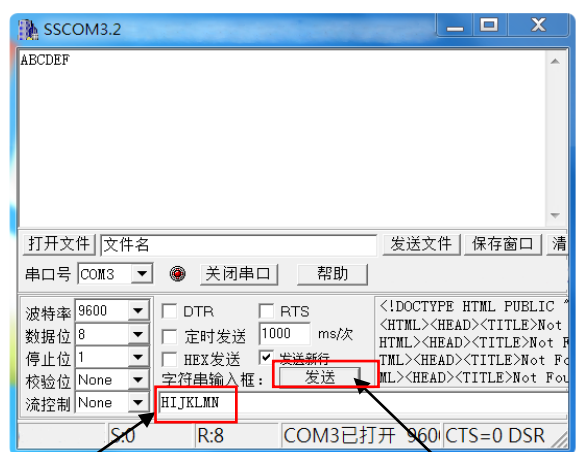 SSCOM3.2
ABCDEF
打开文件 文件名 发送文件 保存窗口 清
串口号 COM3 关闭串口 帮助
波特率 9600 DTR RTS
数据位 8 定时发送 1000 ms/次
停止位 1 HEX发送 发送新行
校验位 None 字符串输入框： 发送
流控制 None HIJKLMN
<!DOCTYPE HTML PUBLIC "
<HTML><HEAD><TITLE>Not
HTML><HEAD><TITLE>Not F
TML><HEAD><TITLE>Not Fo
ML><HEAD><TITLE>Not Fou
S:0 R:8 COM3已打开 960 CTS=0 DSR